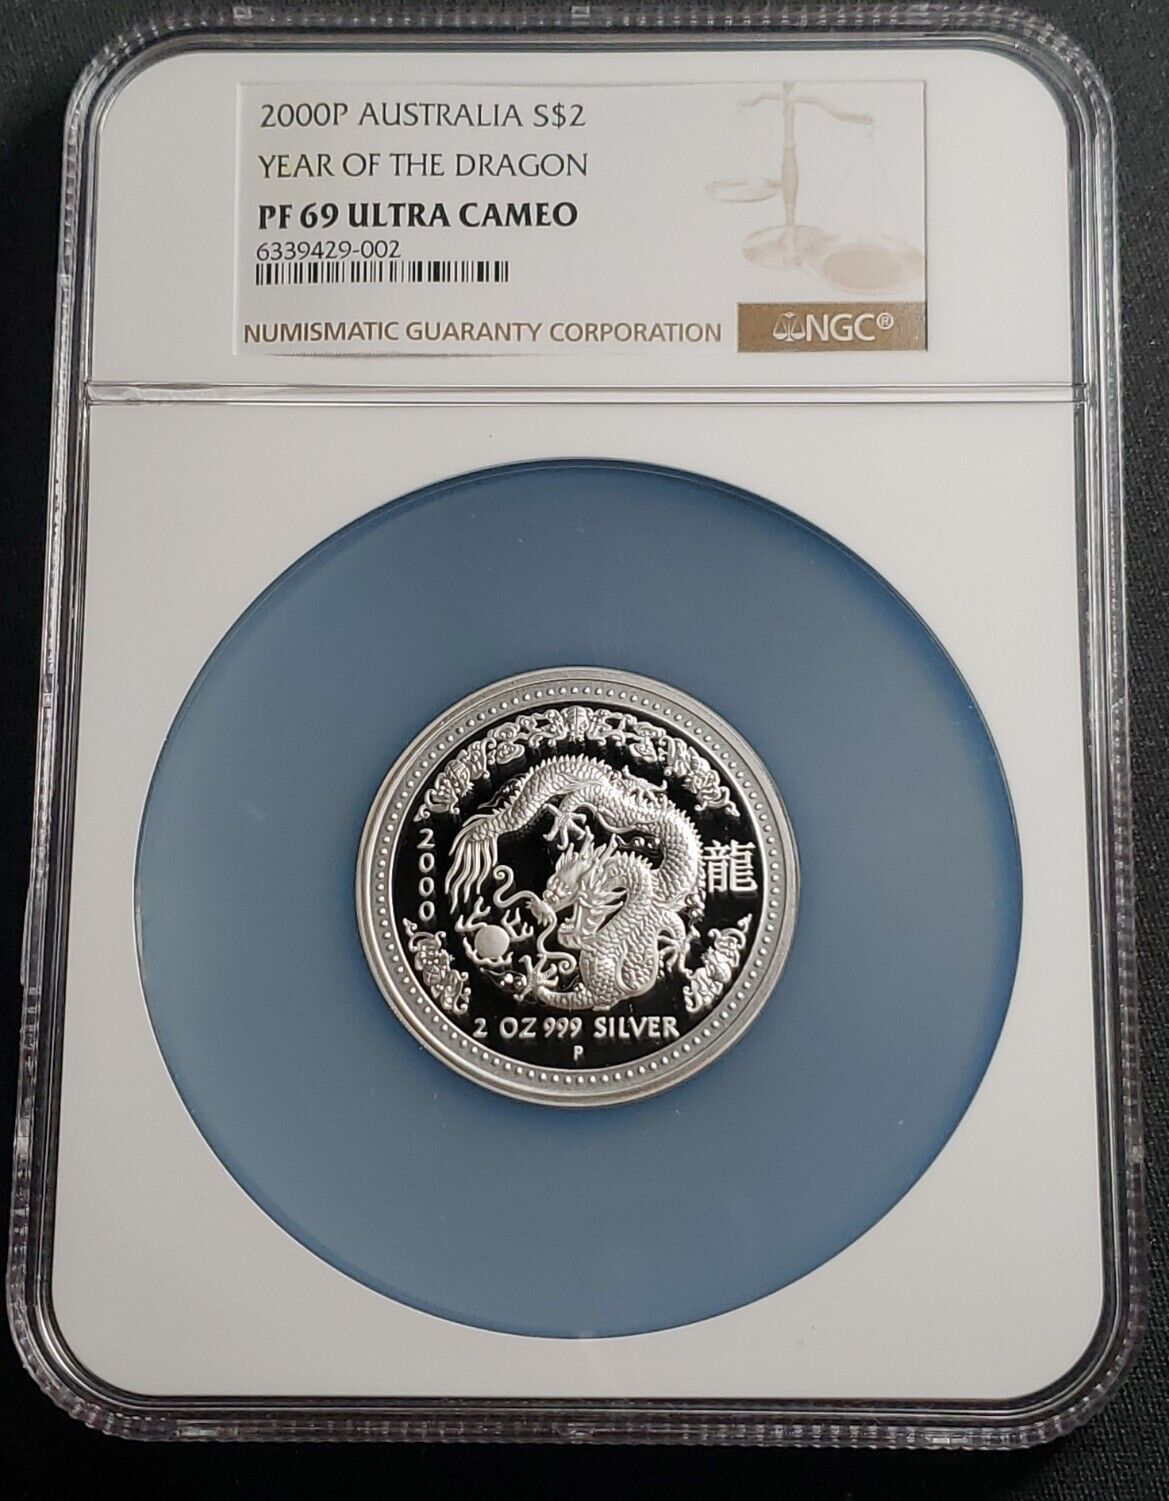 2000P AUSTRALIA S$2
YEAR OF THE DRAGON
PF 69 ULTRA CAMEO
6339429-002
NUMISMATIC GUARANTY CORPORATION
NGC®
2000
龍
2 OZ 999 SILVER
P